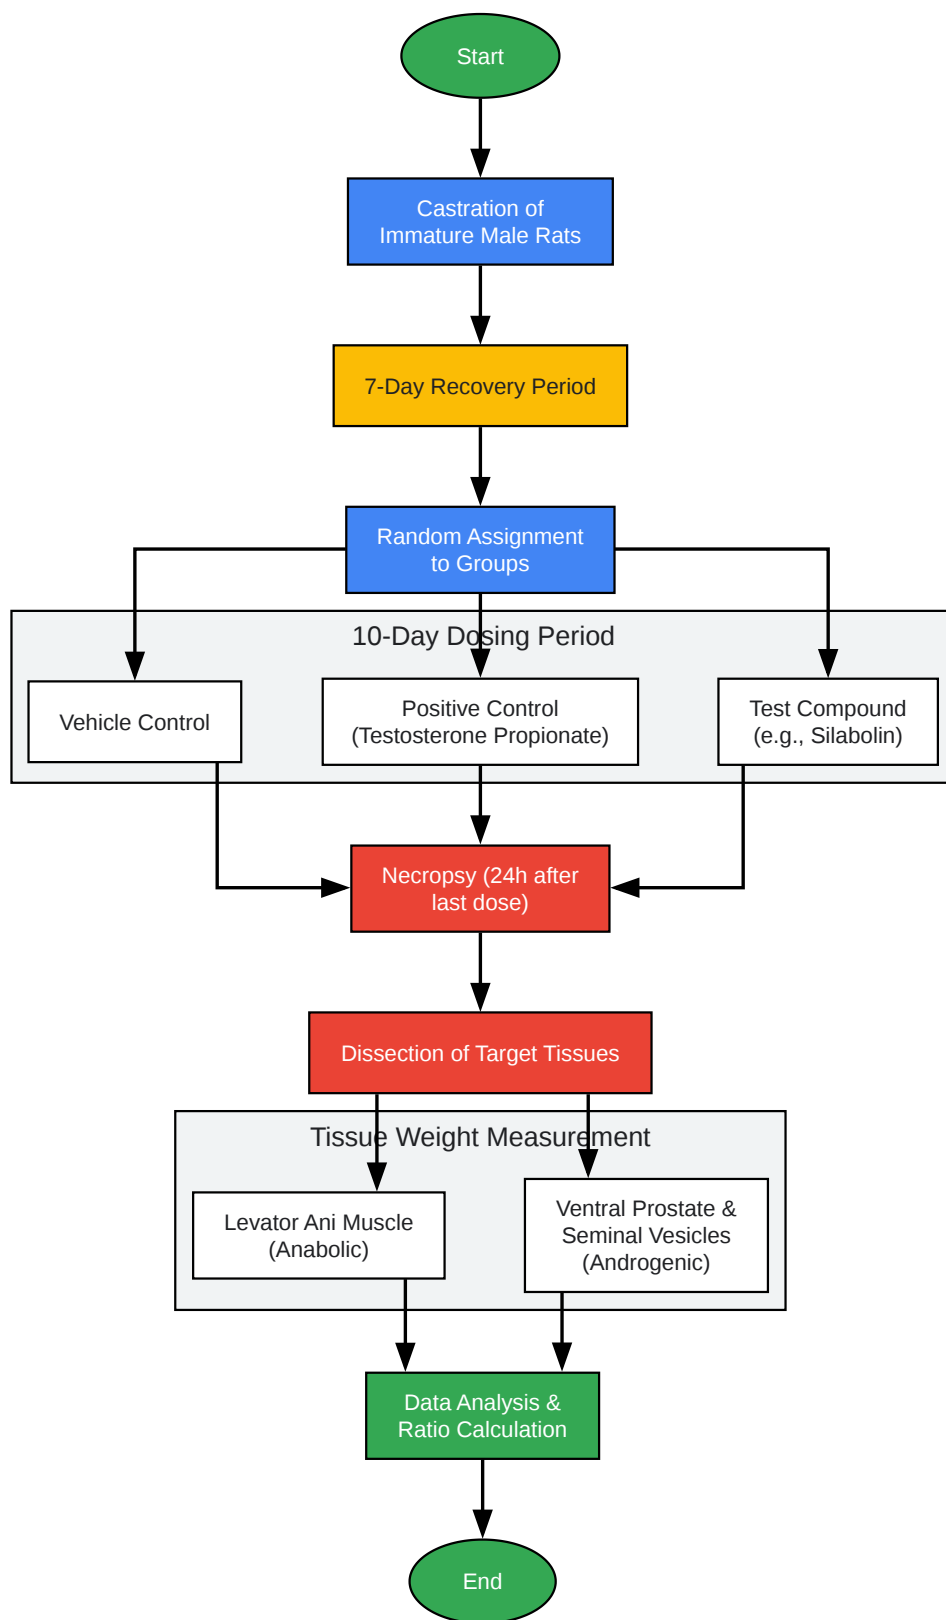 Start
Castration of
Immature Male Rats
7-Day Recovery Period
Random Assignment
to Groups
10-Day Dosing Period
Vehicle Control
Positive Control
(Testosterone Propionate)
Test Compound
(e.g., Silabolin)
Necropsy (24h after
last dose)
Dissection of Target Tissues
Tissue Weight Measurement
Levator Ani Muscle
(Anabolic)
Ventral Prostate &
Seminal Vesicles
(Androgenic)
Data Analysis &
Ratio Calculation
End